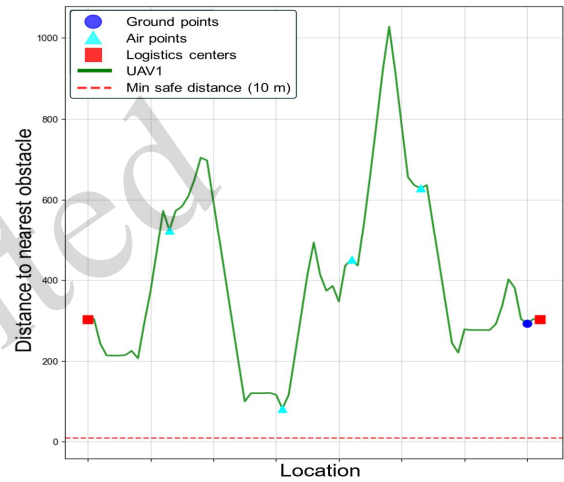 Ground points
Air points
Logistics centers
UAV1
Min safe distance (10 m)
1000
800
600
400
200
0
Distance to nearest obstacle
Location